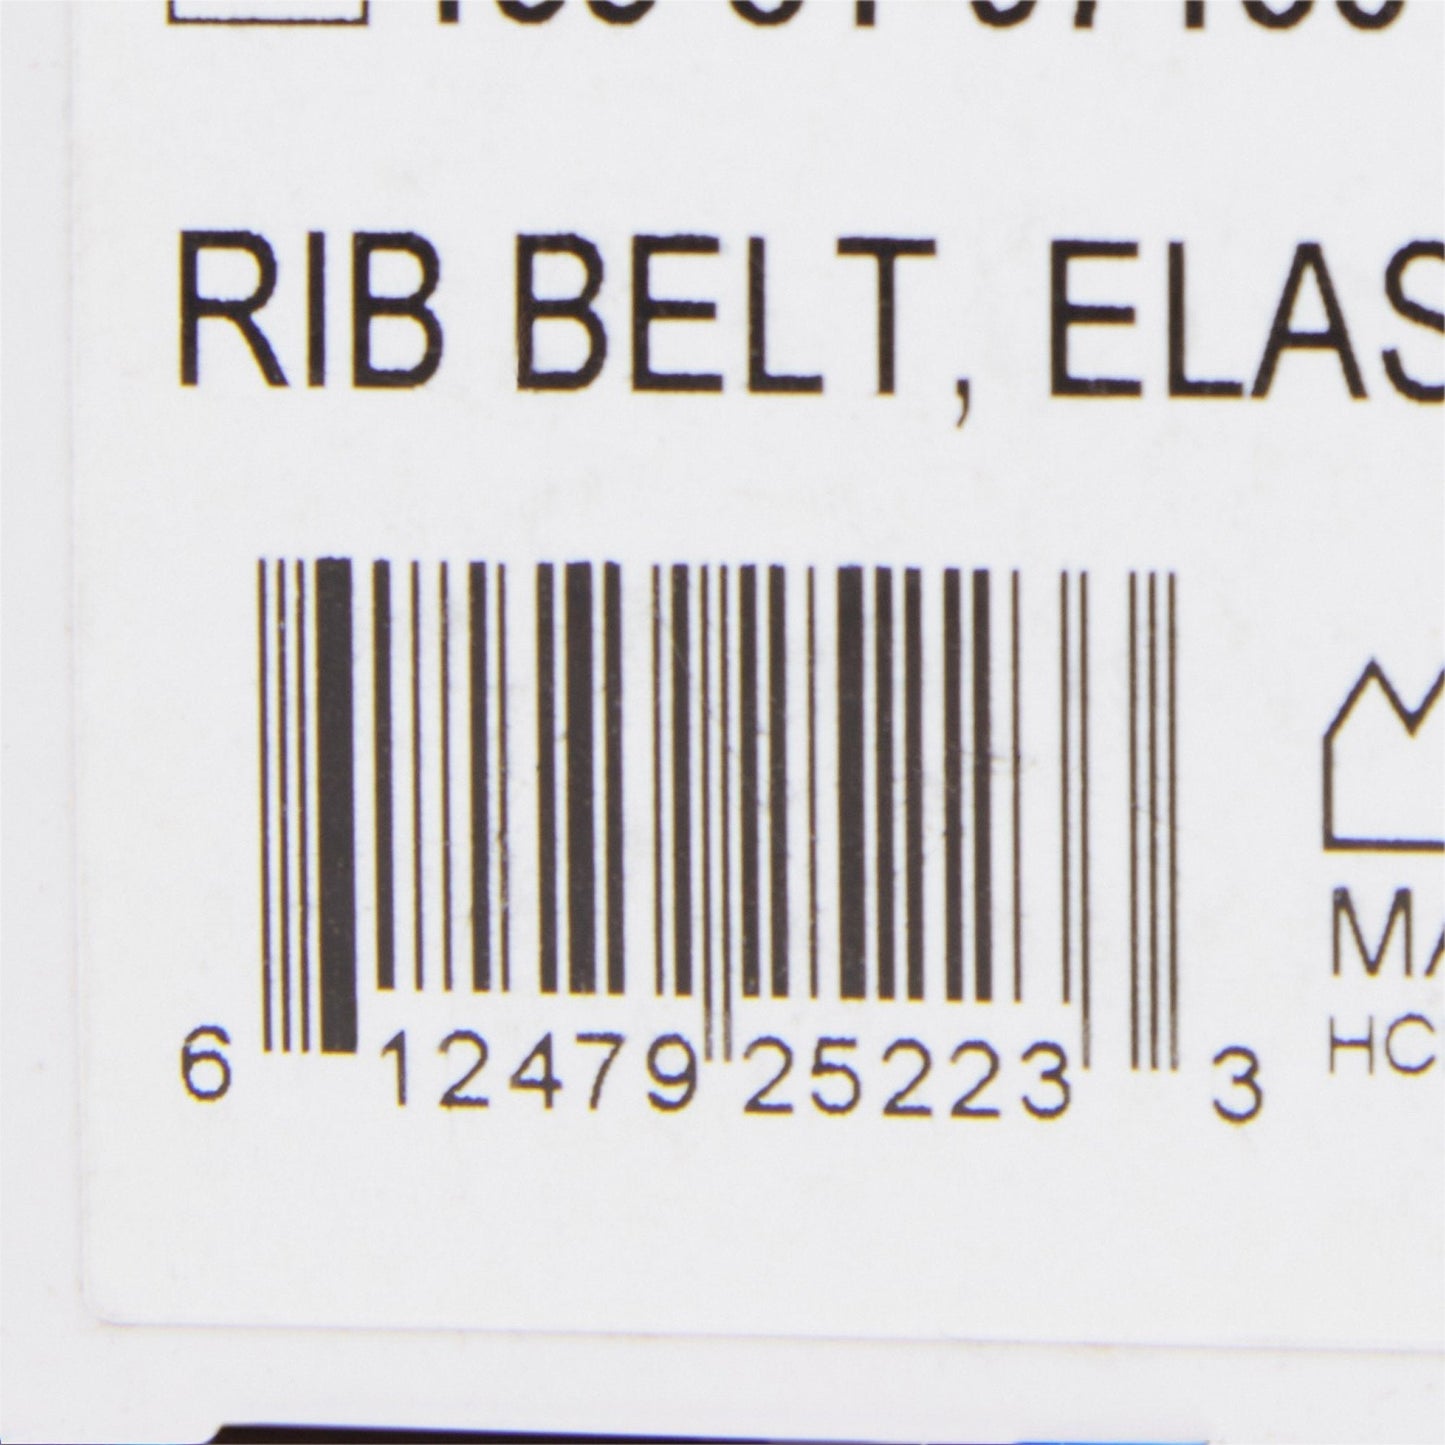 RIB BELT, ELAS
6 12479 25223 3
MA
HC